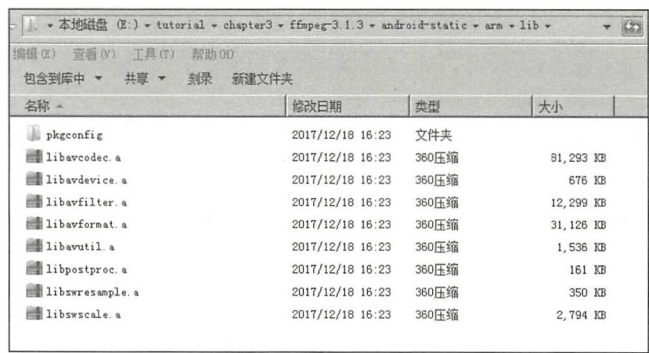 本地磁盘 (E:) tutorial chapter3 ffmpeg-3.1.3 android-static arm lib
编辑(E) 查看(V) 工具(T) 帮助(H)
包含到库中 共享 刻录 新建文件夹
名称 修改日期 类型 大小
pkgconfig 2017/12/18 16:23 文件夹
libavcodec.a 2017/12/18 16:23 360压缩 81,293 KB
libavdevice.a 2017/12/18 16:23 360压缩 676 KB
libavfilter.a 2017/12/18 16:23 360压缩 12,299 KB
libavformat.a 2017/12/18 16:23 360压缩 31,126 KB
libavutil.a 2017/12/18 16:23 360压缩 1,536 KB
libpostproc.a 2017/12/18 16:23 360压缩 161 KB
libswresample.a 2017/12/18 16:23 360压缩 350 KB
libswscale.a 2017/12/18 16:23 360压缩 2,794 KB